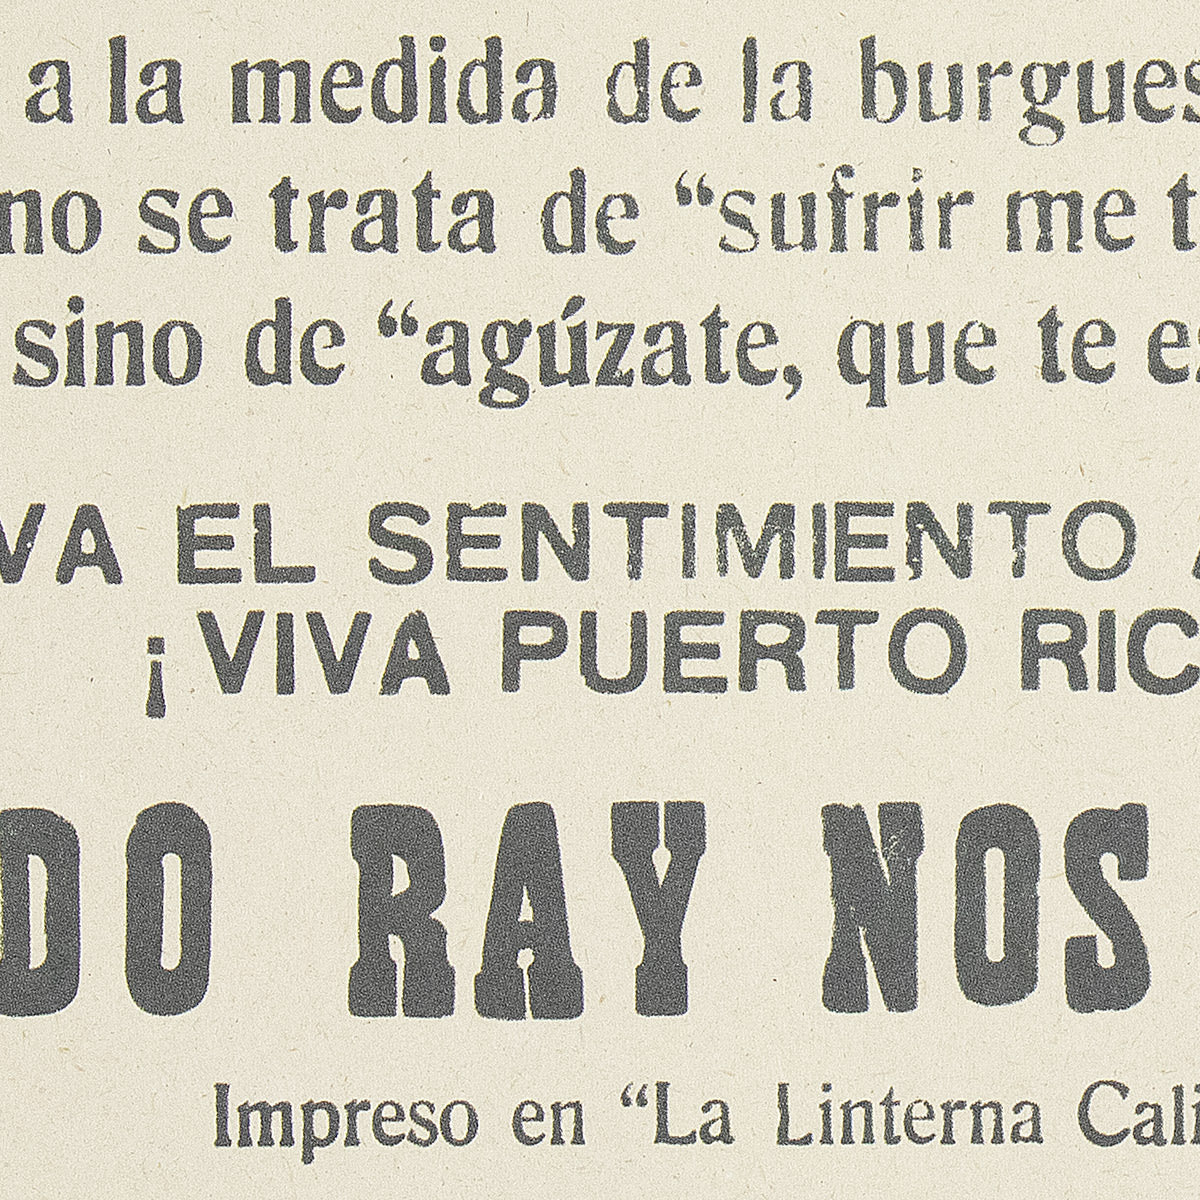 a la medida de la burgues
no se trata de “sufrir me t
sino de “agúzate, que te es
VA EL SENTIMIENTO A
¡VIVA PUERTO RIC
DO RAY NOS
Impreso en “La Linterna Cali